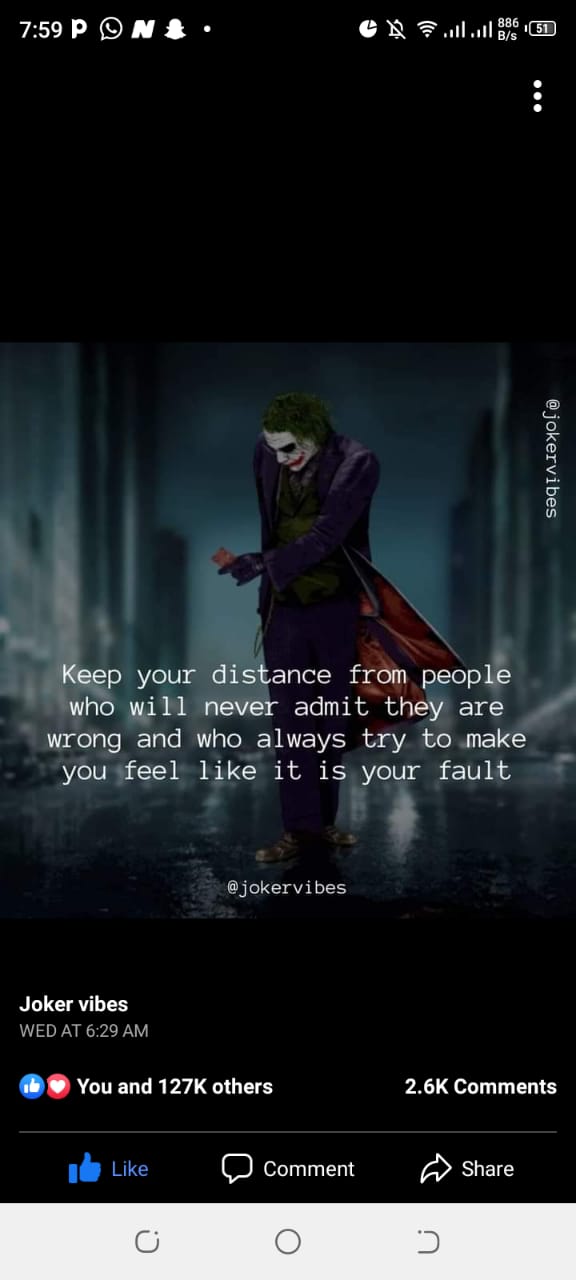 7:59
886
B/s
51
@jokervibes
Keep your distance from people
who will never admit they are
wrong and who always try to make
you feel like it is your fault
@jokervibes
Joker vibes
WED AT 6:29 AM
You and 127K others
2.6K Comments
Like
Comment
Share